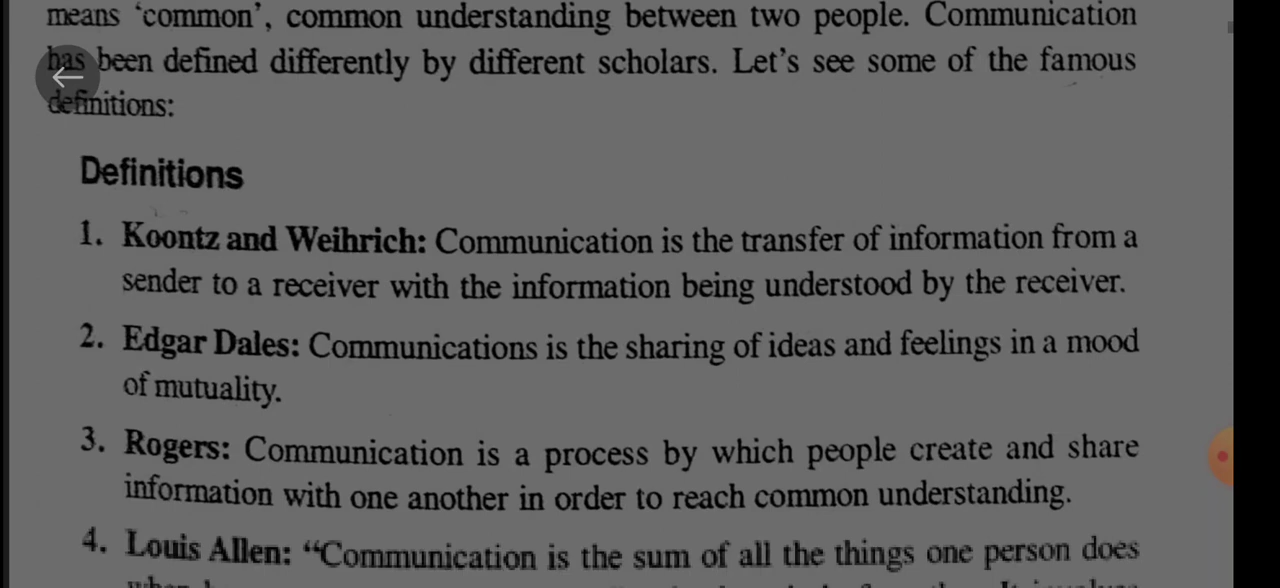 means ‘common’, common understanding between two people. Communication
has been defined differently by different scholars. Let’s see some of the famous
definitions:
Definitions
1. Koontz and Weihrich: Communication is the transfer of information from a
sender to a receiver with the information being understood by the receiver.
2. Edgar Dales: Communications is the sharing of ideas and feelings in a mood
of mutuality.
3. Rogers: Communication is a process by which people create and share
information with one another in order to reach common understanding.
4. Louis Allen: “Communication is the sum of all the things one person does